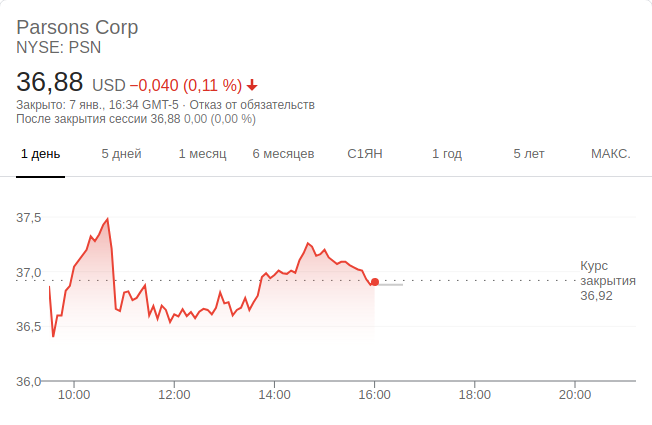 Parsons Corp
NYSE: PSN
36,88 USD −0,040 (0,11 %)
Закрыто: 7 янв., 16:34 GMT-5 · Отказ от обязательств
После закрытия сессии 36,88 0,00 (0,00 %)
1 день 5 дней 1 месяц 6 месяцев С1ЯН 1 год 5 лет МАКС.
37,5
37,0
36,5
36,0
Курс
закрытия
36,92
10:00 12:00 14:00 16:00 18:00 20:00